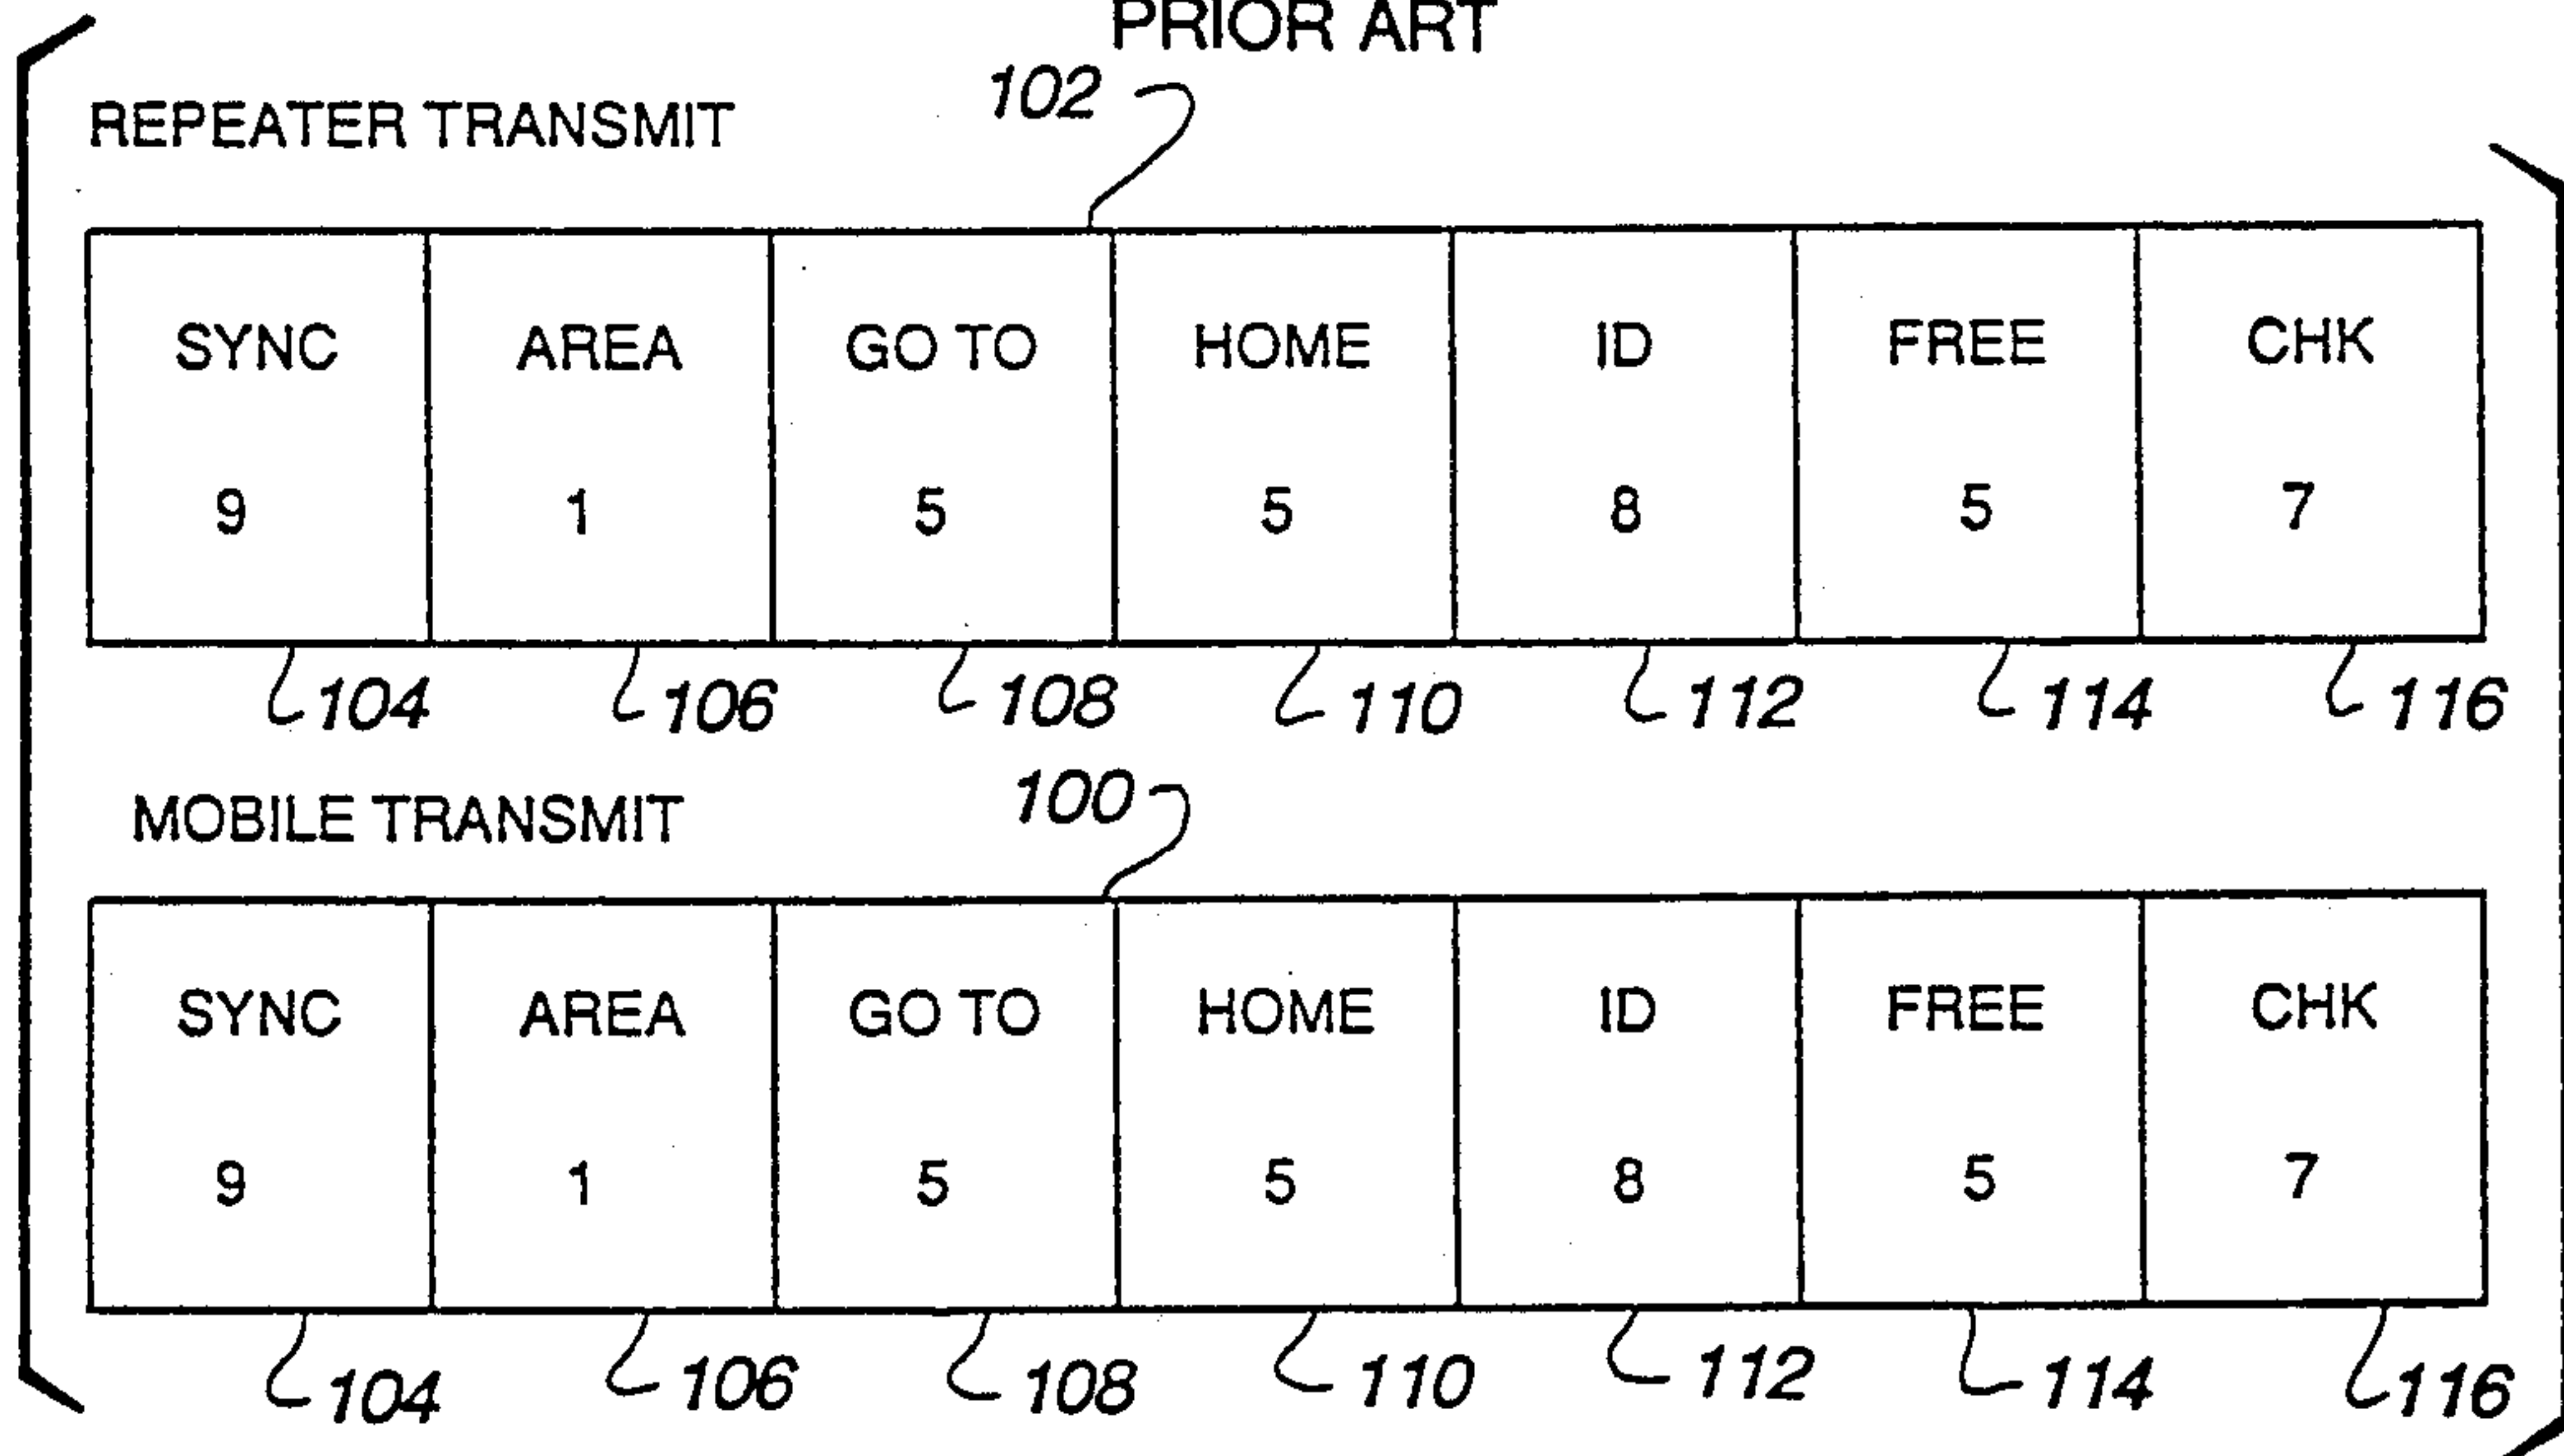 PRIOR ART
102
REPEATER TRANSMIT
SYNC AREA GO TO HOME ID FREE CHK
9 1 5 5 8 5 7
104 106 108 110 112 114 116
100
MOBILE TRANSMIT
SYNC AREA GO TO HOME ID FREE CHK
9 1 5 5 8 5 7
104 106 108 110 112 114 116